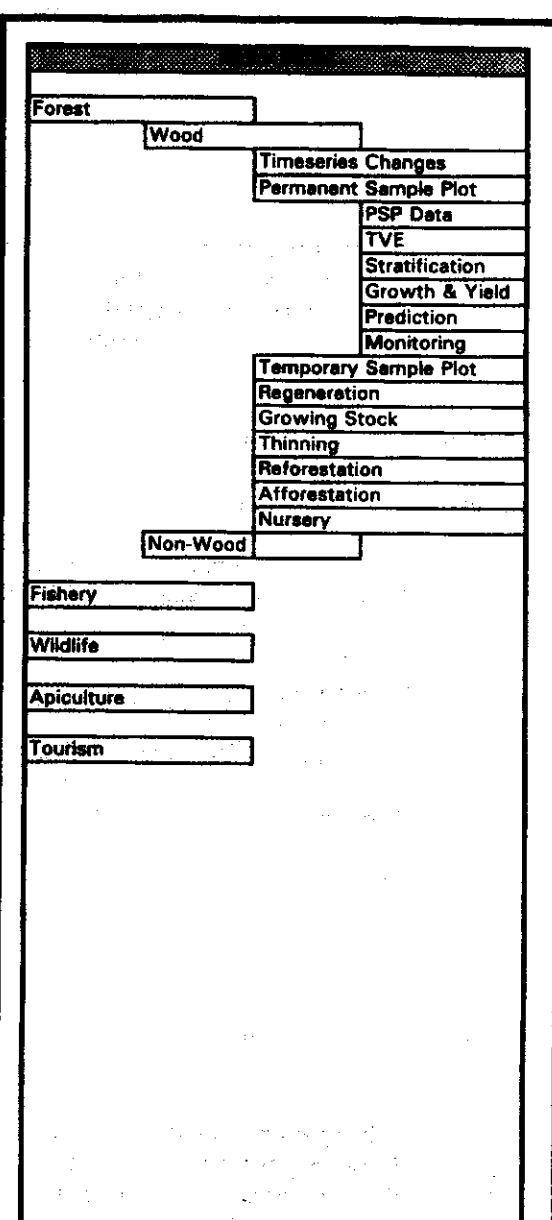 Forest
Wood
Timeseries Changes
Permanent Sample Plot
PSP Data
TVE
Stratification
Growth & Yield
Prediction
Monitoring
Temporary Sample Plot
Regeneration
Growing Stock
Thinning
Reforestation
Afforestation
Nursery
Non-Wood
Fishery
Wildlife
Apiculture
Tourism